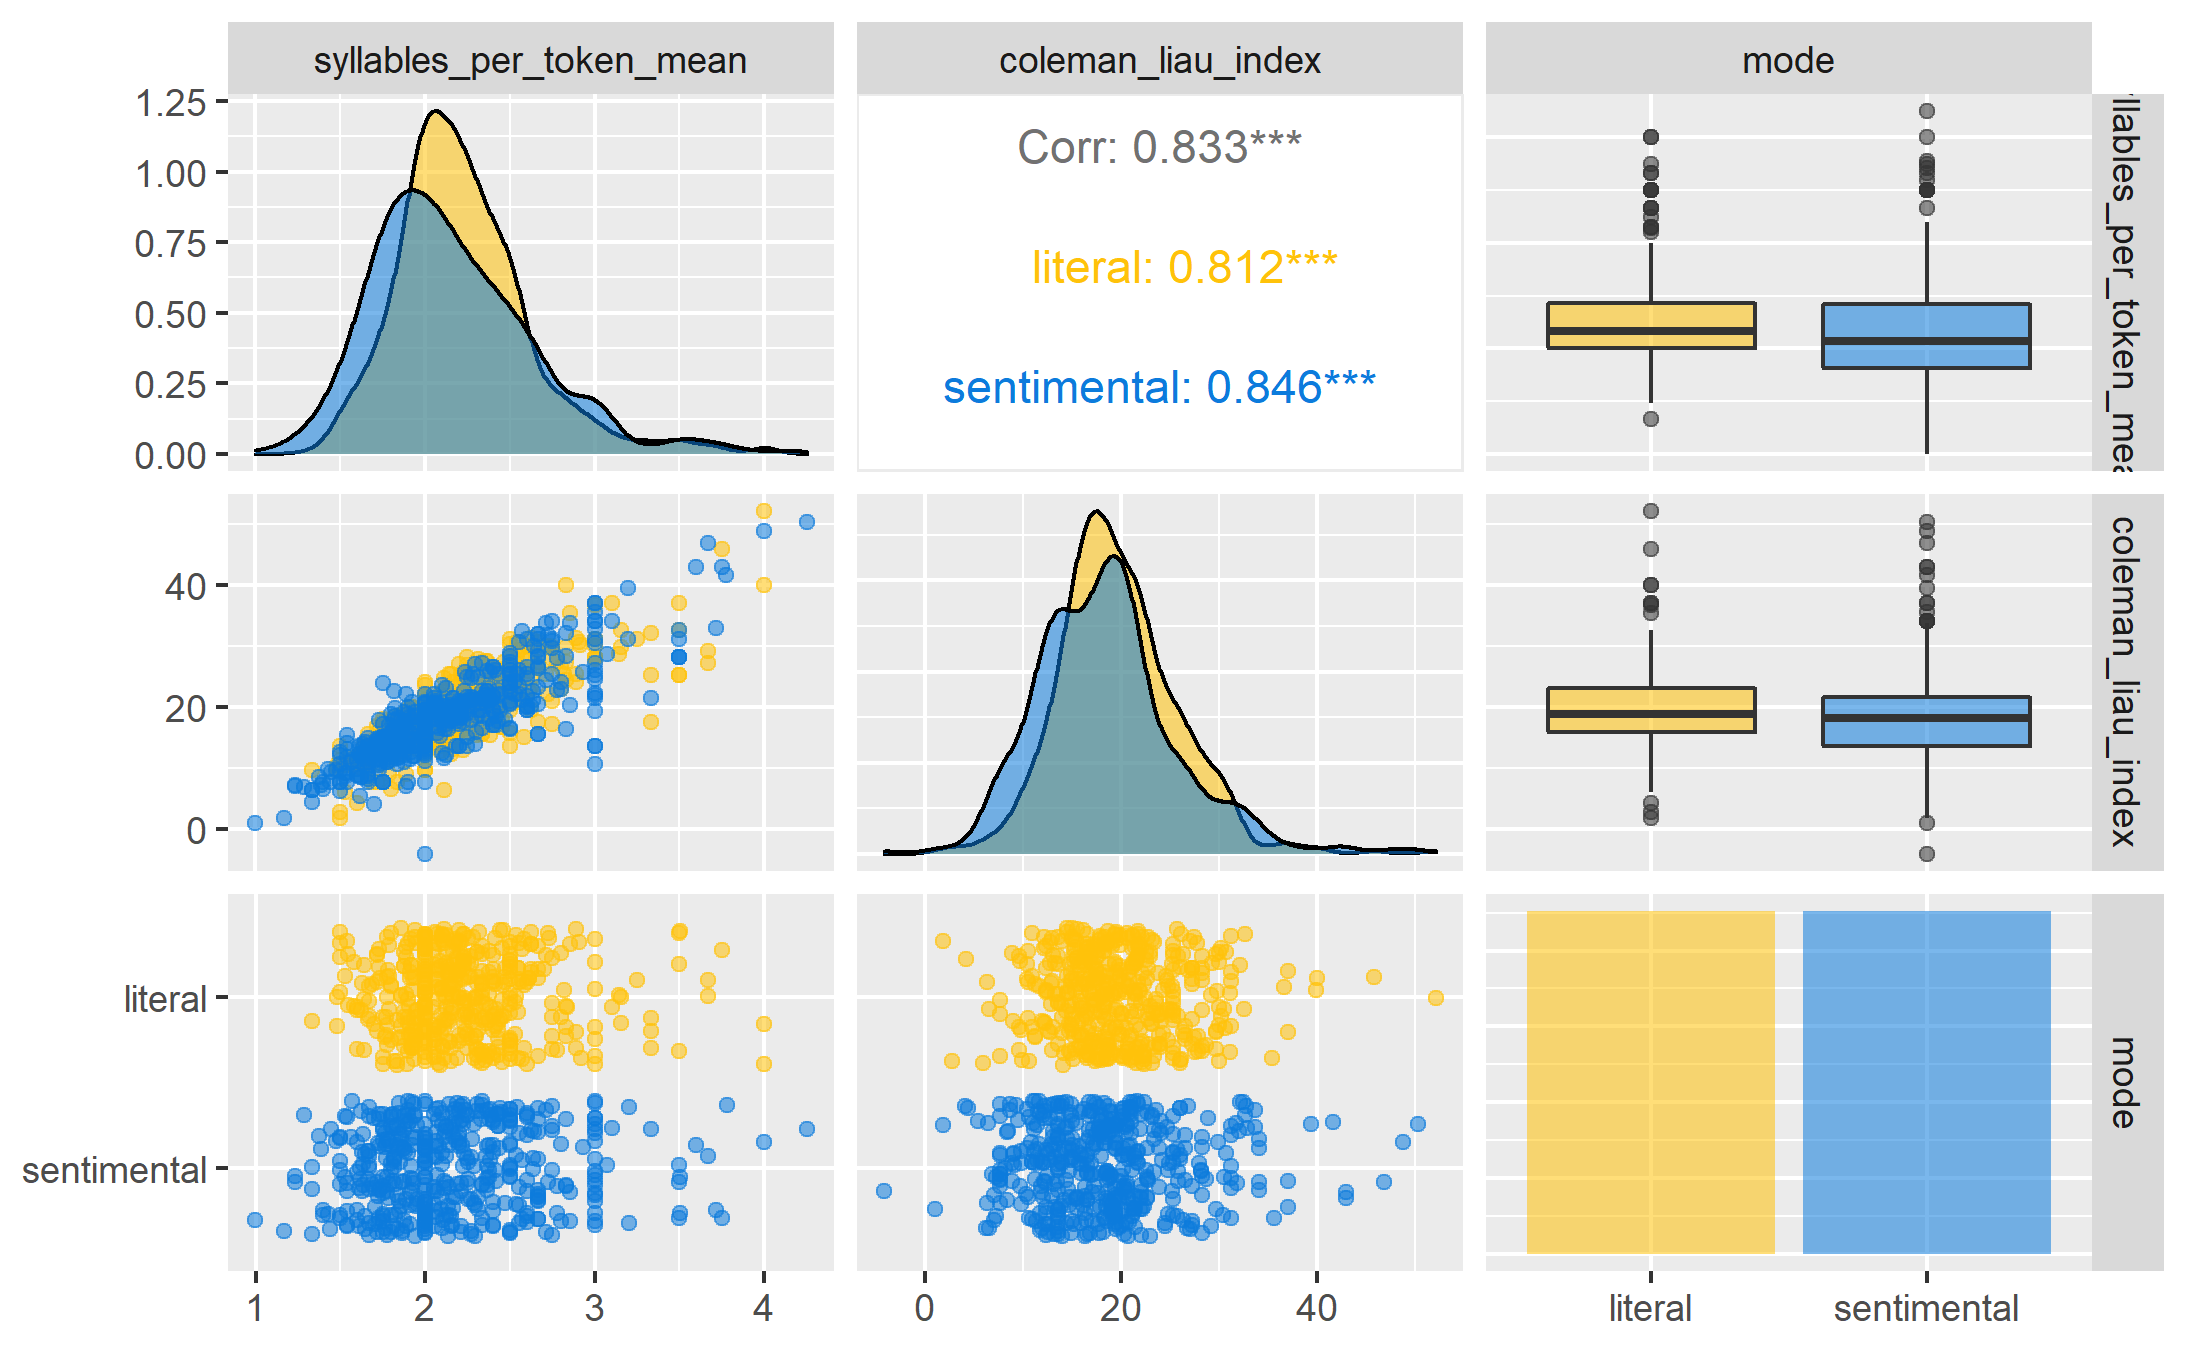 syllables_per_token_mean
coleman_liau_index
mode
1.25
1.00
0.75
0.50
0.25
0.00
Corr: 0.833***
literal: 0.812***
sentimental: 0.846***
llables_per_token_mea
40
20
0
coleman_liau_index
literal
sentimental
mode
1 2 3 4
0 20 40
literal sentimental